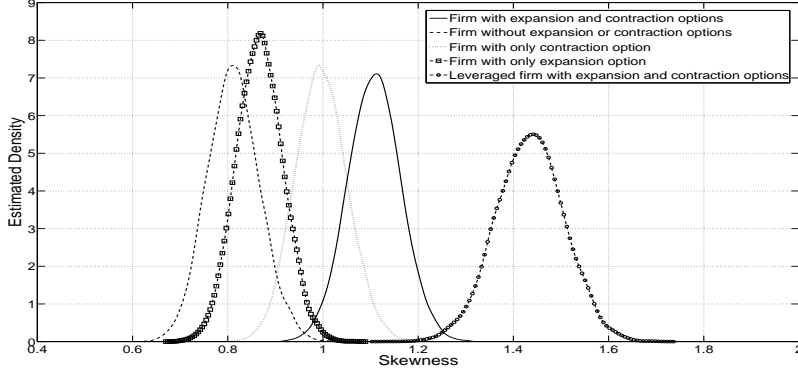 9
8
7
6
5
4
3
2
1
0
Estimated Density
Firm with expansion and contraction options
Firm without expansion or contraction options
Firm with only contraction option
Firm with only expansion option
Leveraged firm with expansion and contraction options
0.4 0.6 0.8 1 1.2 1.4 1.6 1.8 2
Skewness